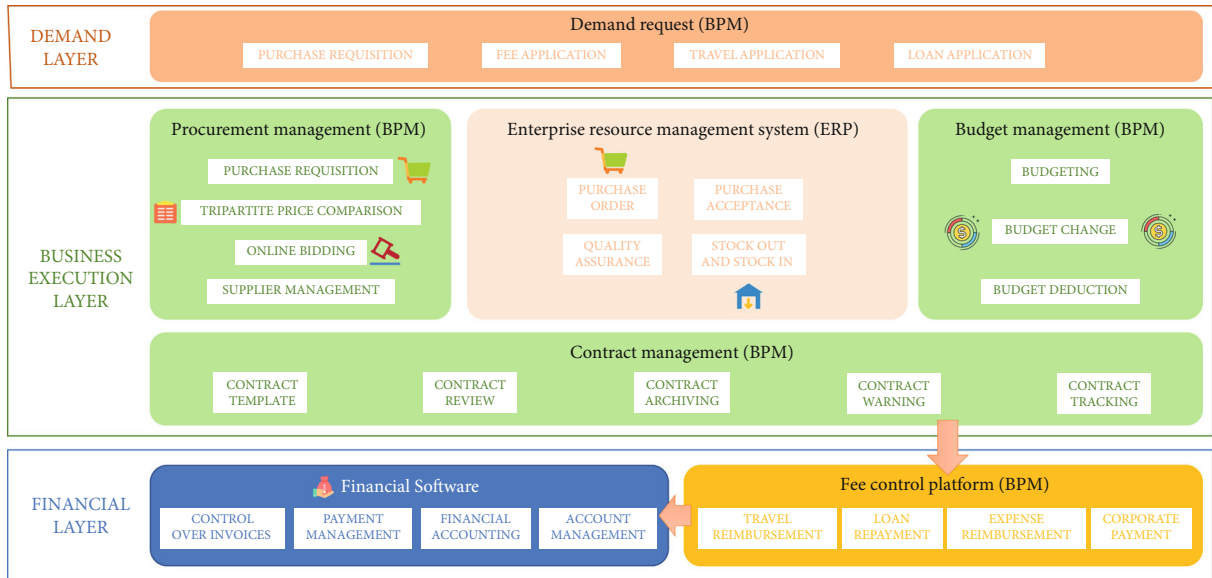 DEMAND
LAYER
Demand request (BPM)
PURCHASE REQUISITION
FEE APPLICATION
TRAVEL APPLICATION
LOAN APPLICATION
BUSINESS
EXECUTION
LAYER
Procurement management (BPM)
PURCHASE REQUISITION
TRIPARTITE PRICE COMPARISON
ONLINE BIDDING
SUPPLIER MANAGEMENT
Enterprise resource management system (ERP)
PURCHASE
ORDER
PURCHASE
ACCEPTANCE
QUALITY
ASSURANCE
STOCK OUT
AND STOCK IN
Budget management (BPM)
BUDGETING
BUDGET CHANGE
BUDGET DEDUCTION
Contract management (BPM)
CONTRACT
TEMPLATE
CONTRACT
REVIEW
CONTRACT
ARCHIVING
CONTRACT
WARNING
CONTRACT
TRACKING
FINANCIAL
LAYER
Financial Software
CONTROL
OVER INVOICES
PAYMENT
MANAGEMENT
FINANCIAL
ACCOUNTING
ACCOUNT
MANAGEMENT
Fee control platform (BPM)
TRAVEL
REIMBURSEMENT
LOAN
REPAYMENT
EXPENSE
REIMBURSEMENT
CORPORATE
PAYMENT